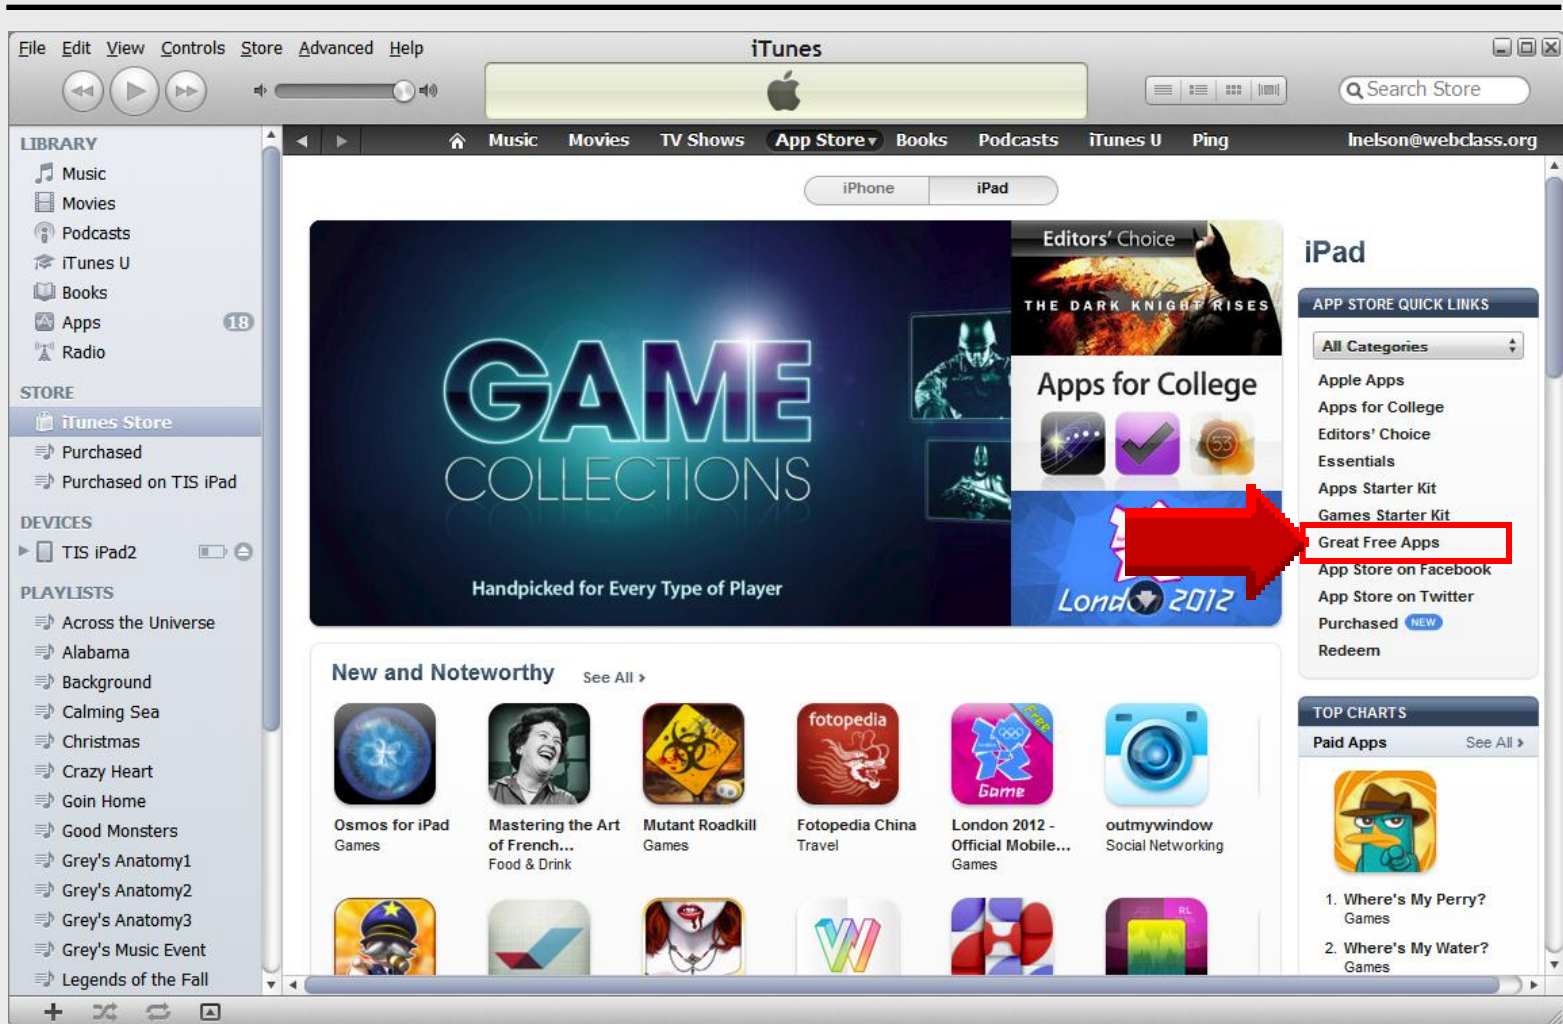 File Edit View Controls Store Advanced Help
iTunes
Search Store
Music Movies TV Shows App Store Books Podcasts iTunes U Ping
lnelson@webclass.org
LIBRARY
Music
Movies
Podcasts
iTunes U
Books
Apps 18
Radio
STORE
iTunes Store
Purchased
Purchased on TIS iPad
DEVICES
TIS iPad2
PLAYLISTS
Across the Universe
Alabama
Background
Calming Sea
Christmas
Crazy Heart
Goin Home
Good Monsters
Grey's Anatomy1
Grey's Anatomy2
Grey's Anatomy3
Grey's Music Event
Legends of the Fall
iPhone iPad
GAME
COLLECTIONS
Handpicked for Every Type of Player
Editors' Choice
THE DARK KNIGHT RISES
Apps for College
53
London 2012
iPad
APP STORE QUICK LINKS
All Categories
Apple Apps
Apps for College
Editors' Choice
Essentials
Apps Starter Kit
Games Starter Kit
Great Free Apps
App Store on Facebook
App Store on Twitter
Purchased NEW
Redeem
New and Noteworthy See All ›
fotopedia
Free
Game
Osmos for iPad
Games
Mastering the Art
of French...
Food & Drink
Mutant Roadkill
Games
Fotopedia China
Travel
London 2012 -
Official Mobile...
Games
outmywindow
Social Networking
RL
TOP CHARTS
Paid Apps See All ›
1. Where's My Perry?
Games
2. Where's My Water?
Games